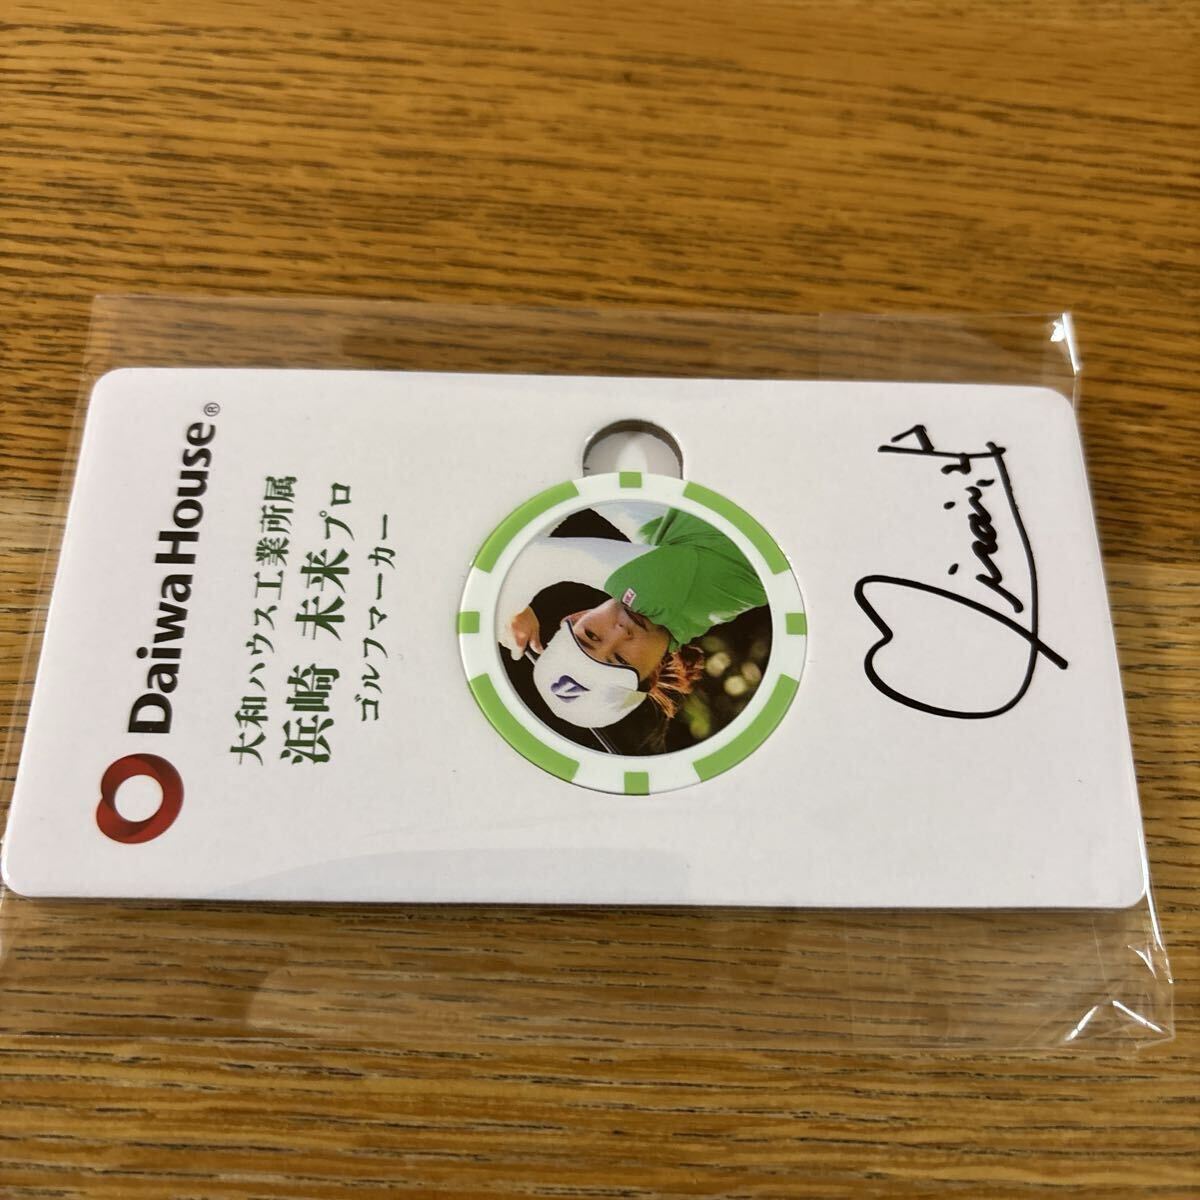 Daiwa House®
大和ハウス工業所属
浜崎 未来プロ
ゴルフマーカー
Mirai.H